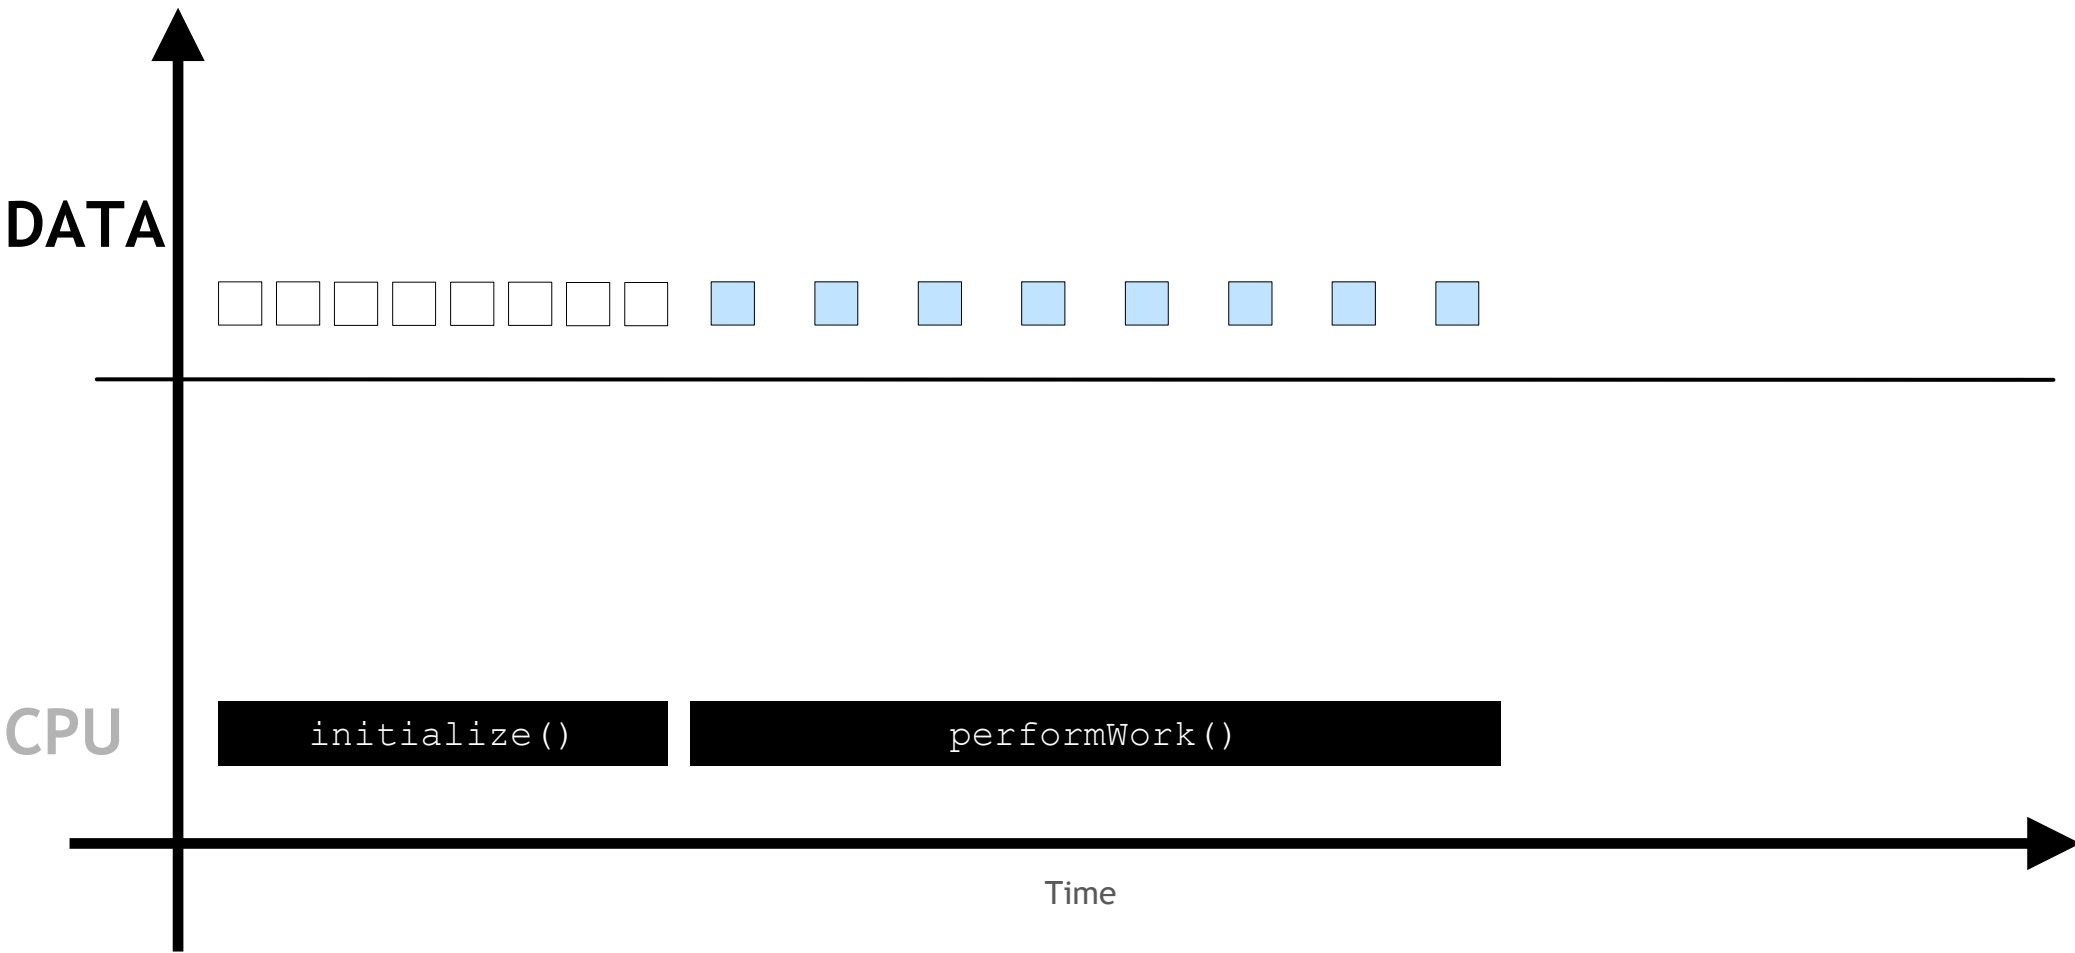 DATA
CPU
initialize()
performWork()
Time